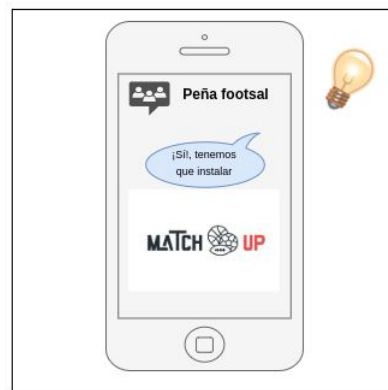 Peña footsal
¡Sí!, tenemos
que instalar
MATCH UP